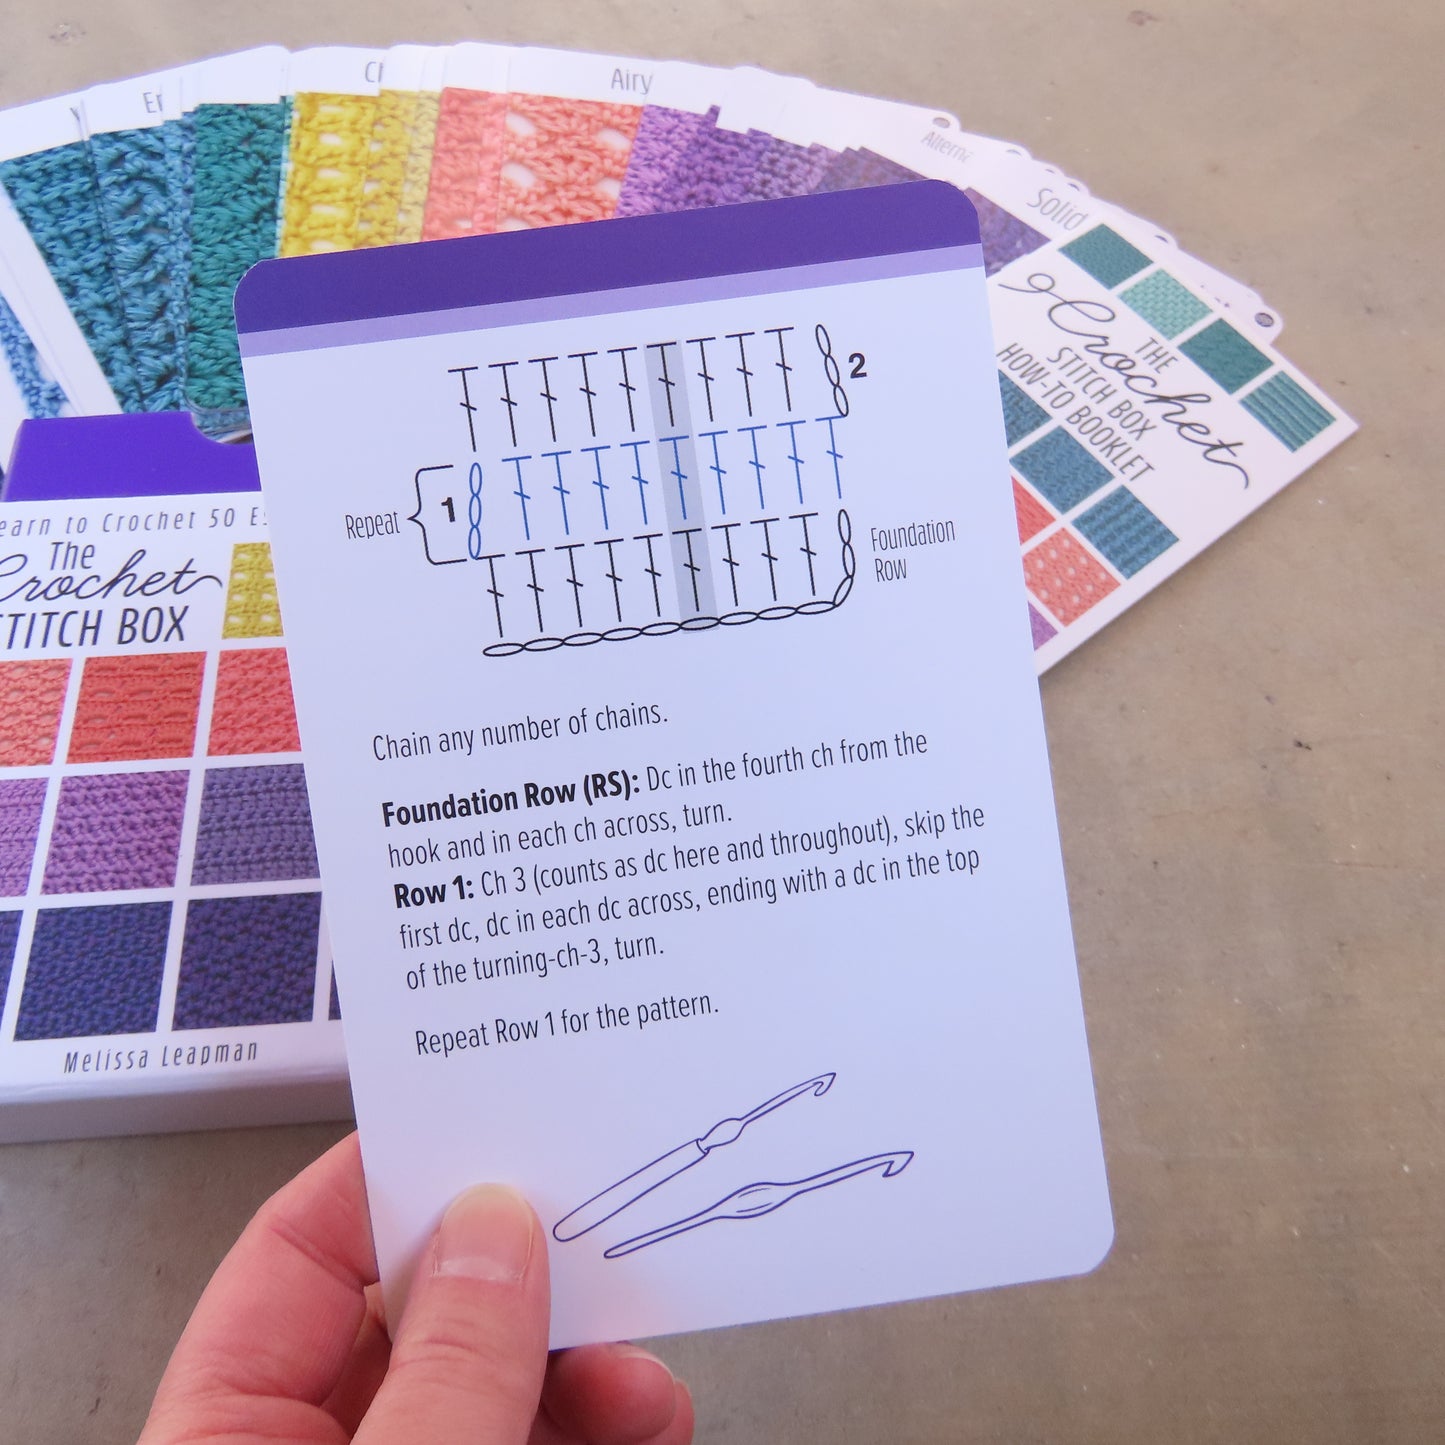 Airy
Solid
THE
Crochet
STITCH BOX
HOW-TO BOOKLET
2
Repeat
1
Foundation
Row
Chain any number of chains.
Foundation Row (RS): Dc in the fourth ch from the
hook and in each ch across, turn.
Row 1: Ch 3 (counts as dc here and throughout), skip the
first dc, dc in each dc across, ending with a dc in the top
of the turning-ch-3, turn.
Repeat Row 1 for the pattern.
to Crochet 50
The
Crochet
STITCH BOX
Melissa Leapman